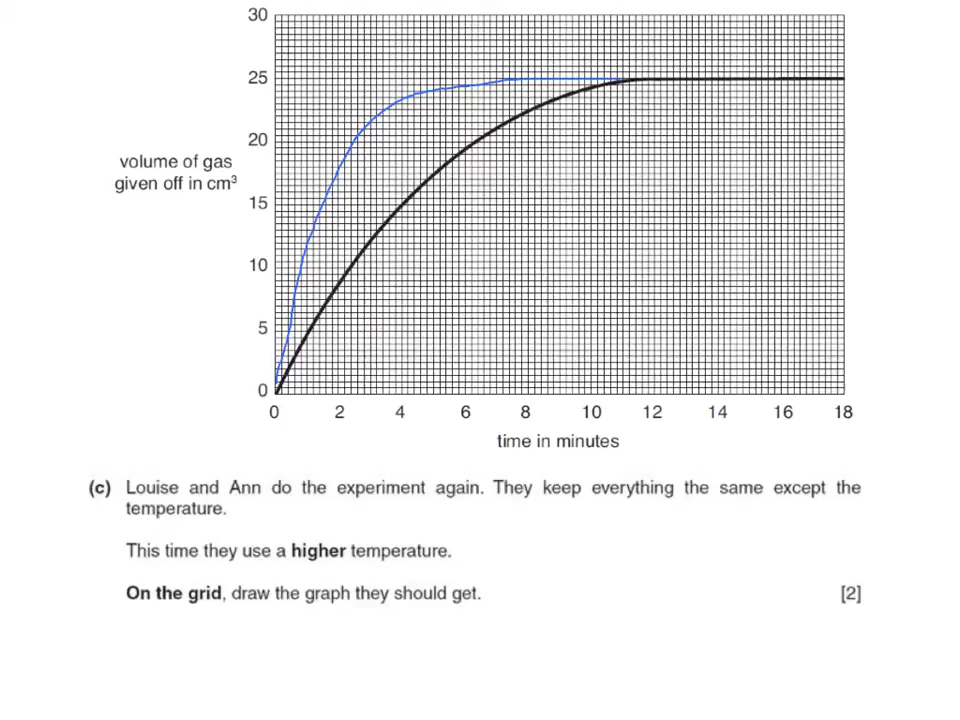 30
25
20
volume of gas
given off in cm³
15
10
5
0
0 2 4 6 8 10 12 14 16 18
time in minutes
(c) Louise and Ann do the experiment again. They keep everything the same except the
temperature.
This time they use a higher temperature.
On the grid, draw the graph they should get. [2]